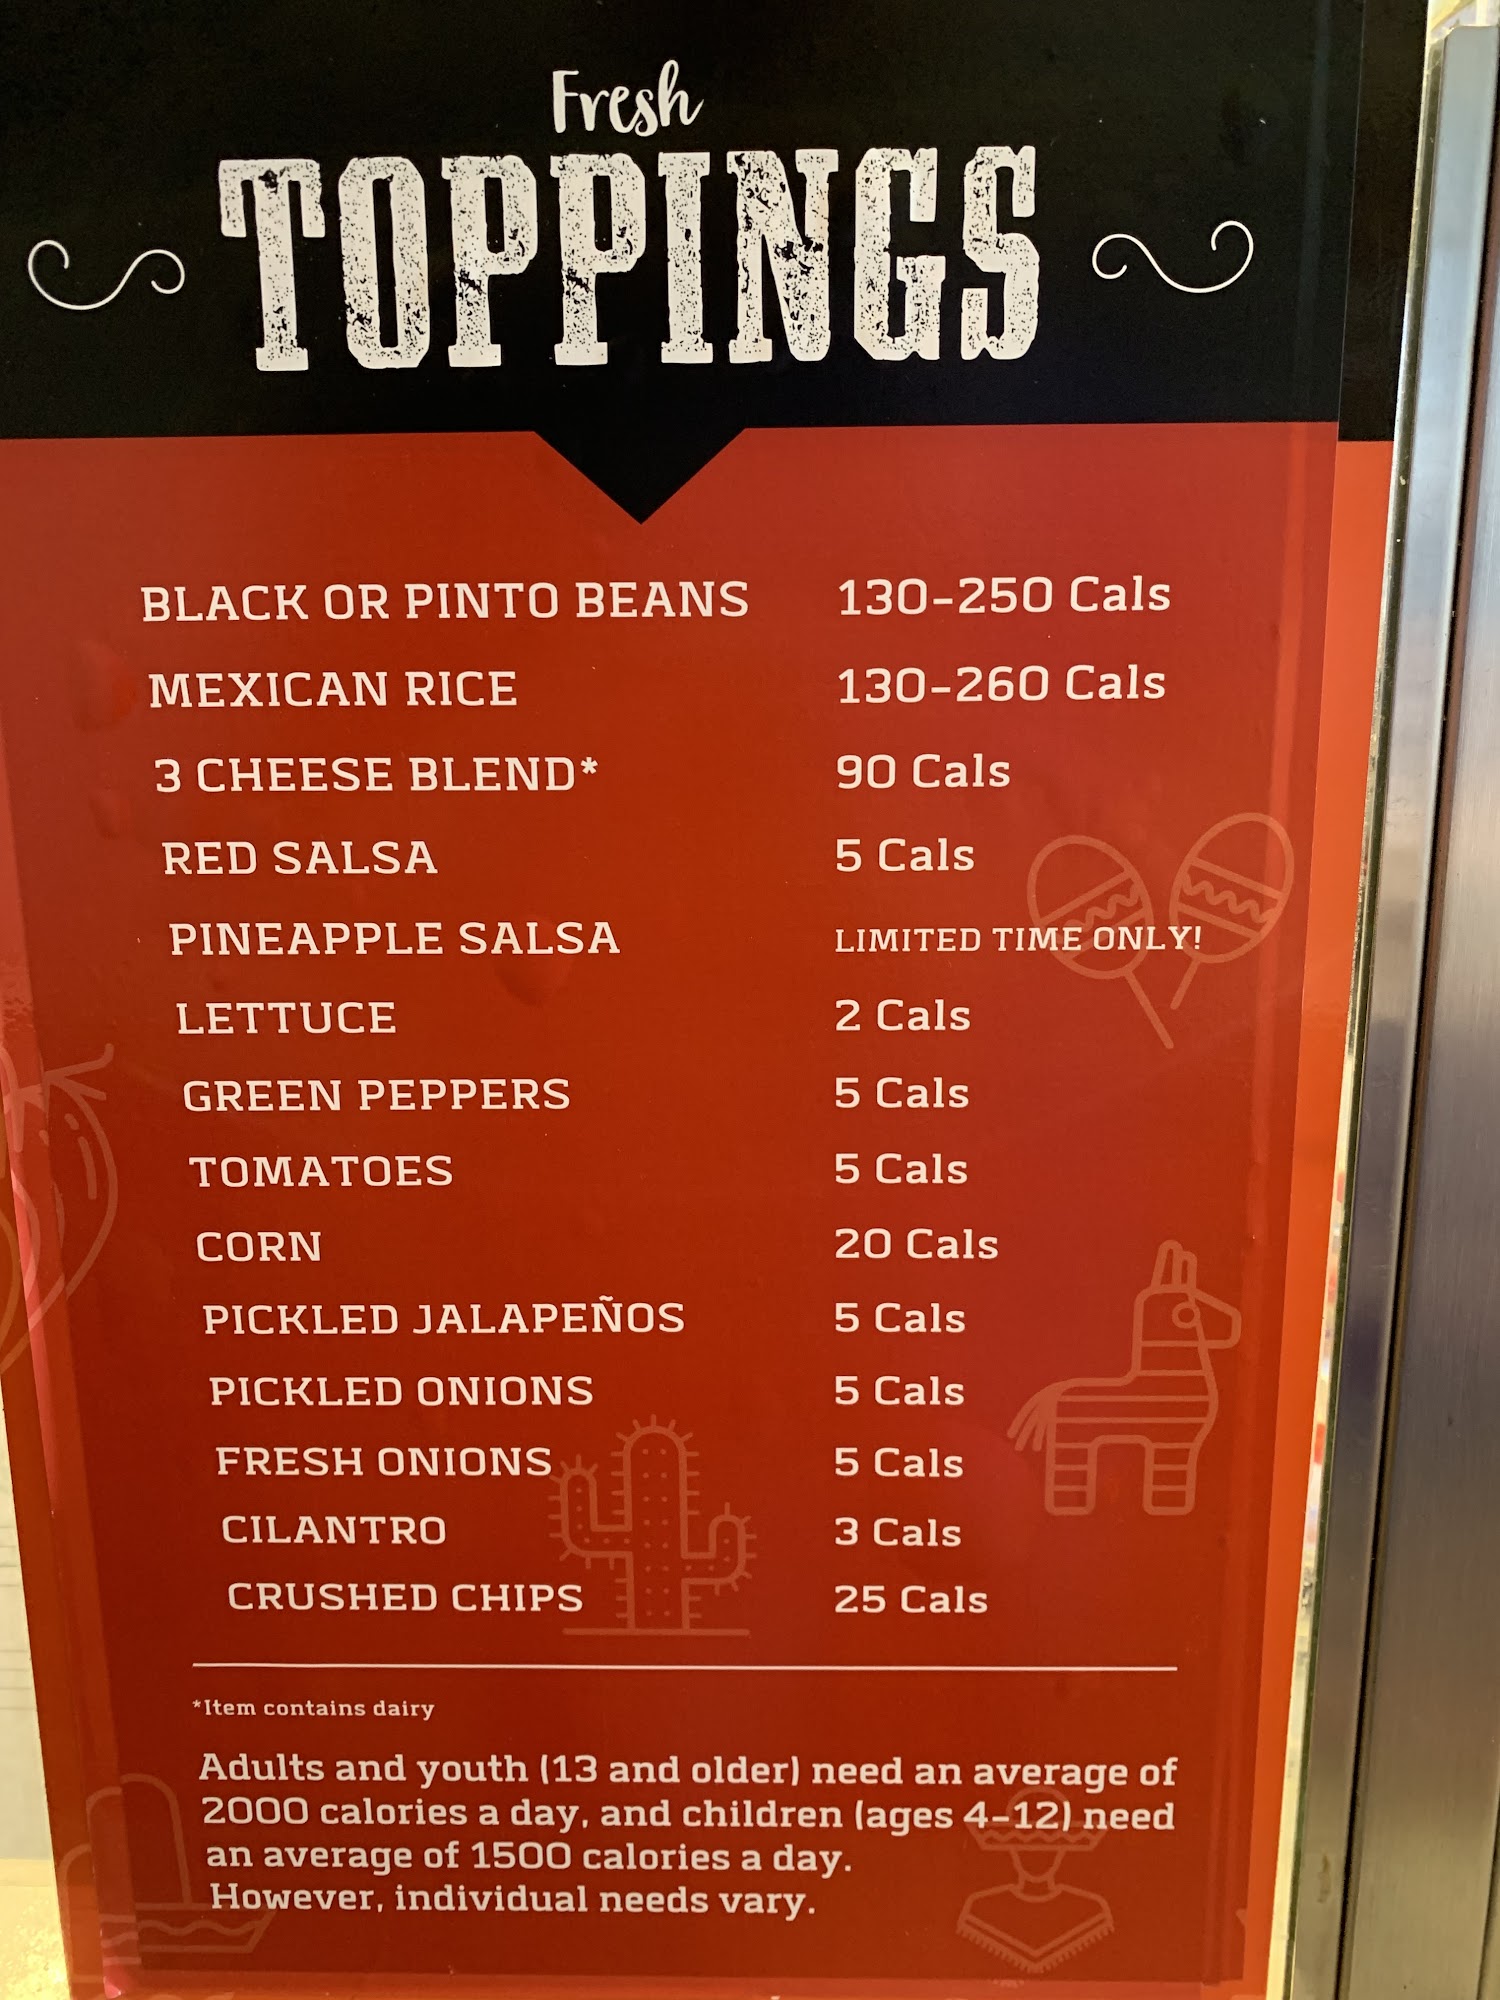 Fresh
TOPPINGS
BLACK OR PINTO BEANS 130-250 Cals
MEXICAN RICE 130-260 Cals
3 CHEESE BLEND* 90 Cals
RED SALSA 5 Cals
PINEAPPLE SALSA LIMITED TIME ONLY!
LETTUCE 2 Cals
GREEN PEPPERS 5 Cals
TOMATOES 5 Cals
CORN 20 Cals
PICKLED JALAPEÑOS 5 Cals
PICKLED ONIONS 5 Cals
FRESH ONIONS 5 Cals
CILANTRO 3 Cals
CRUSHED CHIPS 25 Cals
*Item contains dairy
Adults and youth (13 and older) need an average of
2000 calories a day, and children (ages 4-12) need
an average of 1500 calories a day.
However, individual needs vary.